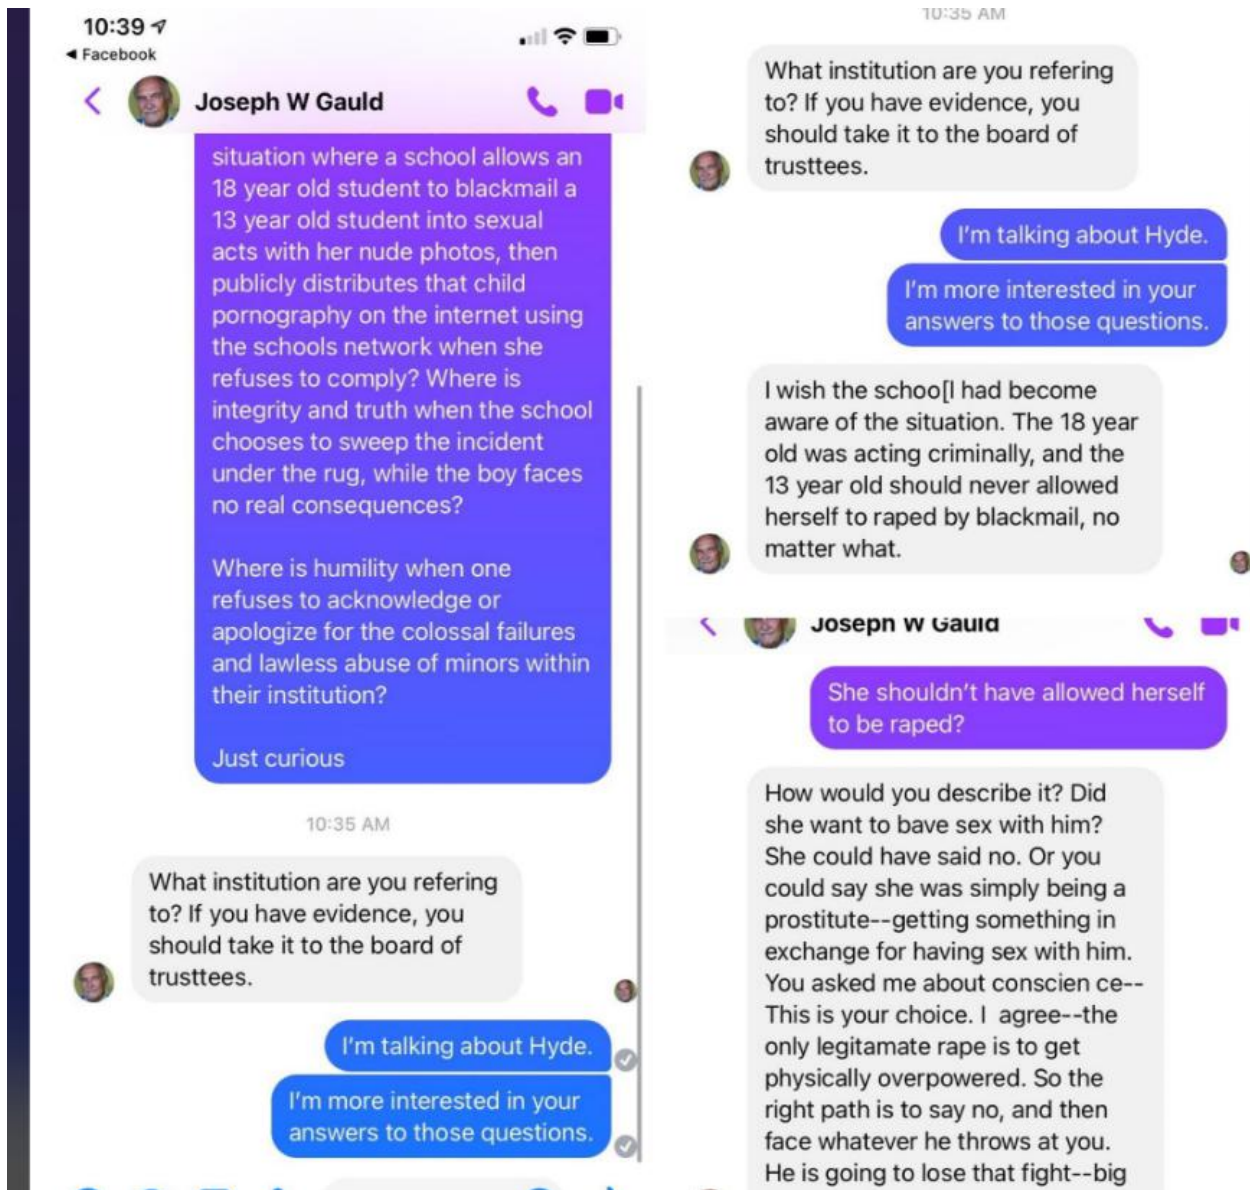 10:39
Facebook
Joseph W Gauld
situation where a school allows an
18 year old student to blackmail a
13 year old student into sexual
acts with her nude photos, then
publicly distributes that child
pornography on the internet using
the schools network when she
refuses to comply? Where is
integrity and truth when the school
chooses to sweep the incident
under the rug, while the boy faces
no real consequences?
Where is humility when one
refuses to acknowledge or
apologize for the colossal failures
and lawless abuse of minors within
their institution?
Just curious
10:35 AM
What institution are you refering
to? If you have evidence, you
should take it to the board of
trusttees.
I'm talking about Hyde.
I'm more interested in your
answers to those questions.
10:35 AM
What institution are you refering
to? If you have evidence, you
should take it to the board of
trusttees.
I'm talking about Hyde.
I'm more interested in your
answers to those questions.
I wish the schoo[l had become
aware of the situation. The 18 year
old was acting criminally, and the
13 year old should never allowed
herself to raped by blackmail, no
matter what.
Joseph W Gauld
She shouldn't have allowed herself
to be raped?
How would you describe it? Did
she want to bave sex with him?
She could have said no. Or you
could say she was simply being a
prostitute--getting something in
exchange for having sex with him.
You asked me about conscien ce--
This is your choice. I agree--the
only legitamate rape is to get
physically overpowered. So the
right path is to say no, and then
face whatever he throws at you.
He is going to lose that fight--big